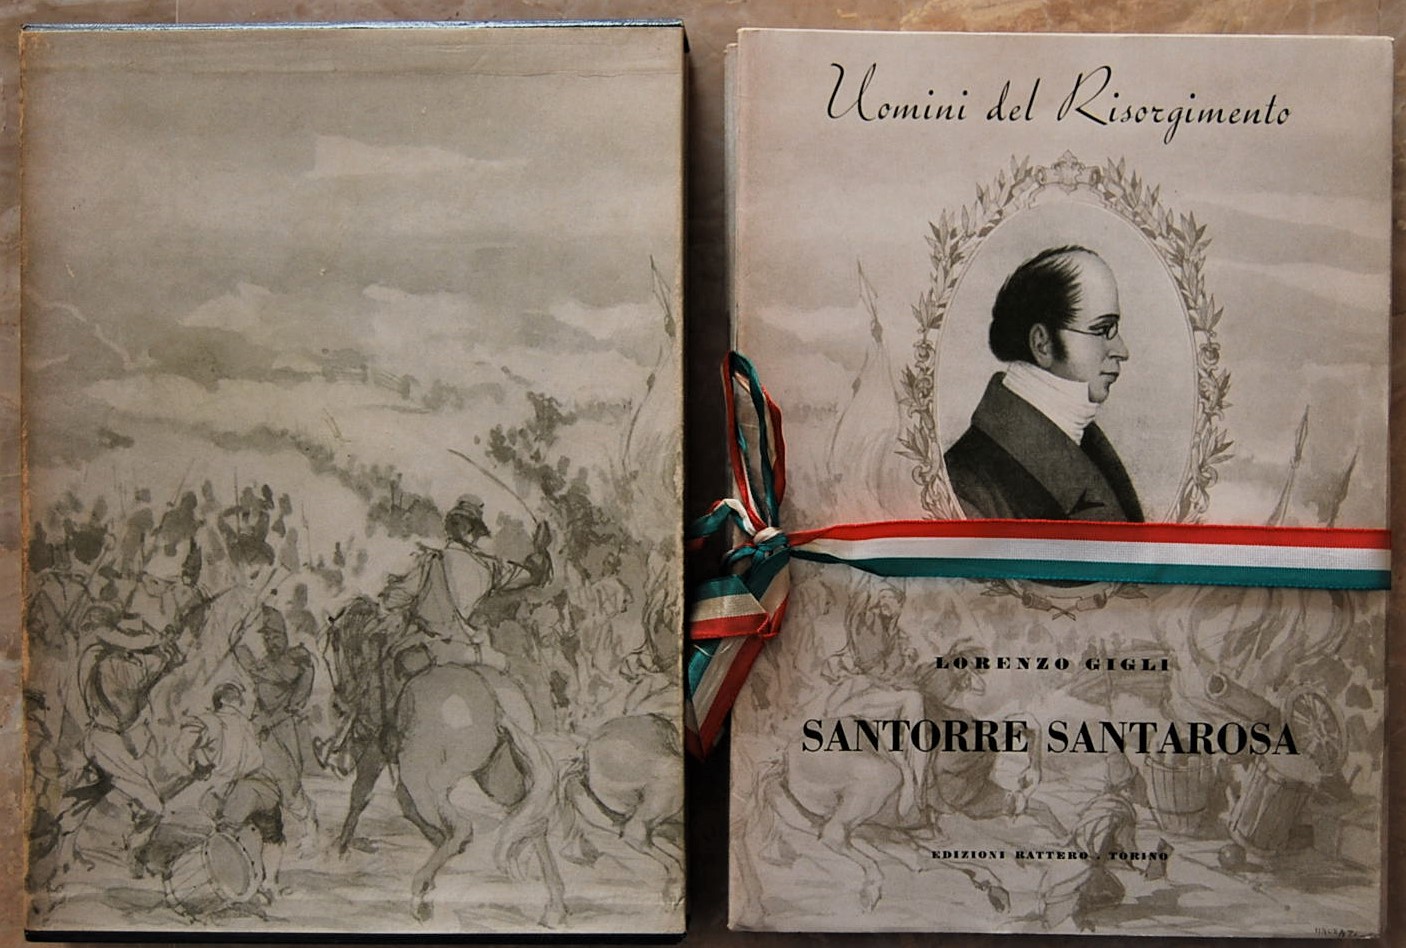 Uomini del Risorgimento
LORENZO GIGLI
SANTORRE SANTAROSA
EDIZIONI RATTERO . TORINO